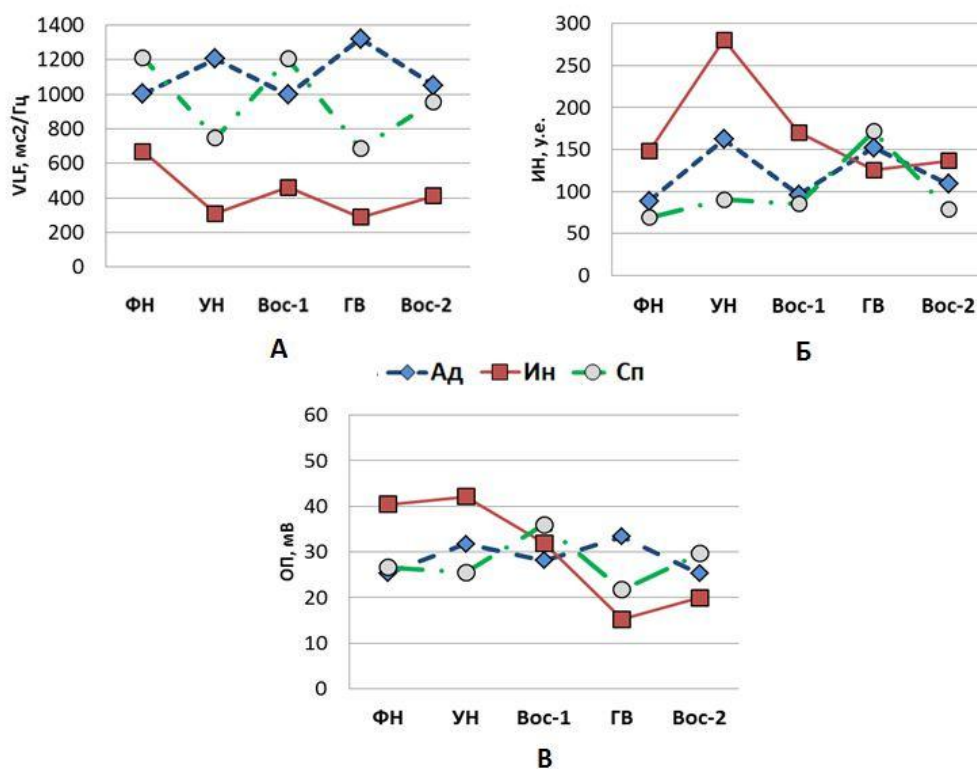 VLF, мс2/Гц
1400
1200
1000
800
600
400
200
0
ФН УН Вос-1 ГВ Вос-2
А
ИН, у.е.
300
250
200
150
100
50
0
ФН УН Вос-1 ГВ Вос-2
Б
Ад Ин Сп
ОП, мВ
60
50
40
30
20
10
0
ФН УН Вос-1 ГВ Вос-2
В